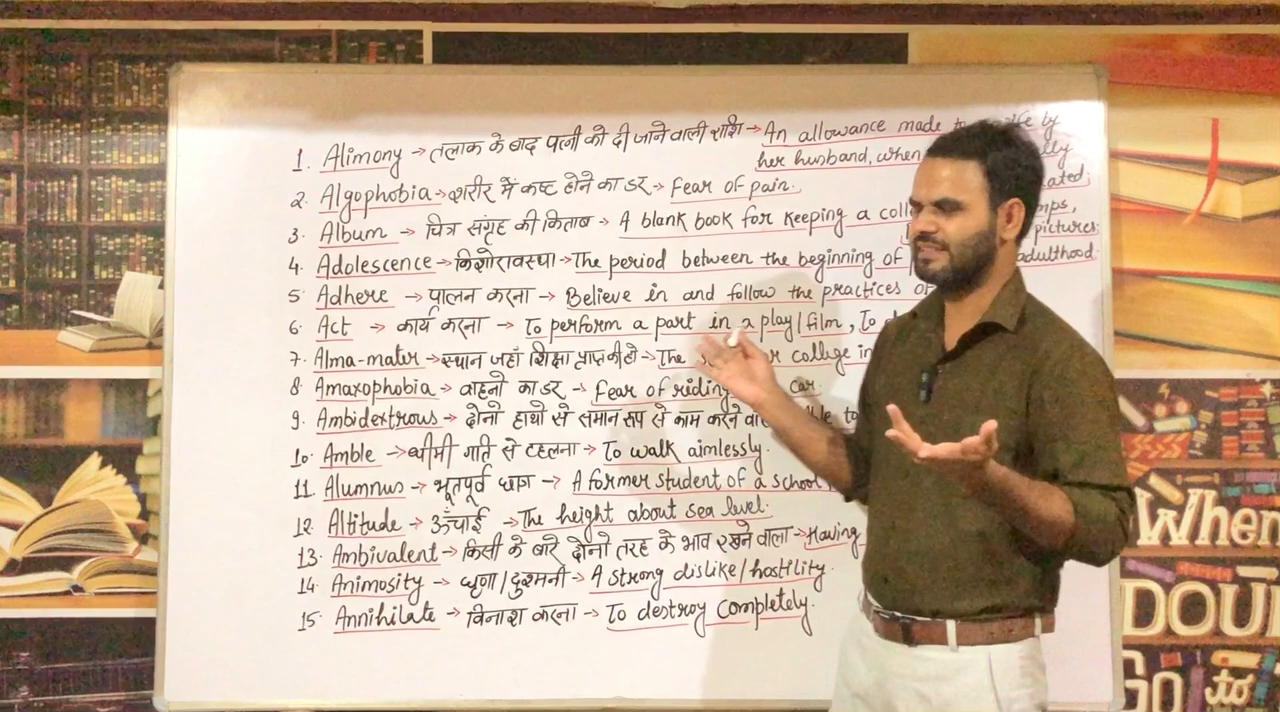 1. Alimony → तलाक के बाद पत्नी को दी जाने वाली राशि → An allowance made by
her husband, when
2. Algophobia → शरीर में कष्ट होने का डर → Fear of pain.
3. Album → चित्र संग्रह की किताब → A blank book for keeping a
pictures.
4. Adolescence → किशोरावस्था → The period between the beginning of adulthood.
5. Adhere → पालन करना → Believe in and follow the practices of
6. Act → कार्य करना → To perform a part in a play/film, To
7. Alma-mater → स्थान जहाँ शिक्षा प्राप्त की हो → The college in
8. Amaxophobia → वाहनो का डर → Fear of riding car.
9. Ambidextrous → दोनो हाथो से समान रुप से काम करने to
10. Amble → धीमी गति से टहलना → To walk aimlessly.
11. Alumnus → भूतपूर्व छात्र → A former student of a school
12. Altitude → ऊँचाई → The height about sea level.
13. Ambivalent → किसी के बारे दोनो तरह के भाव रखने वाला → Having
14. Animosity → घृणा/दुश्मनी → A strong dislike/hostility.
15. Annihilate → विनाश करना → To destroy completely.
When
DOU
Go to